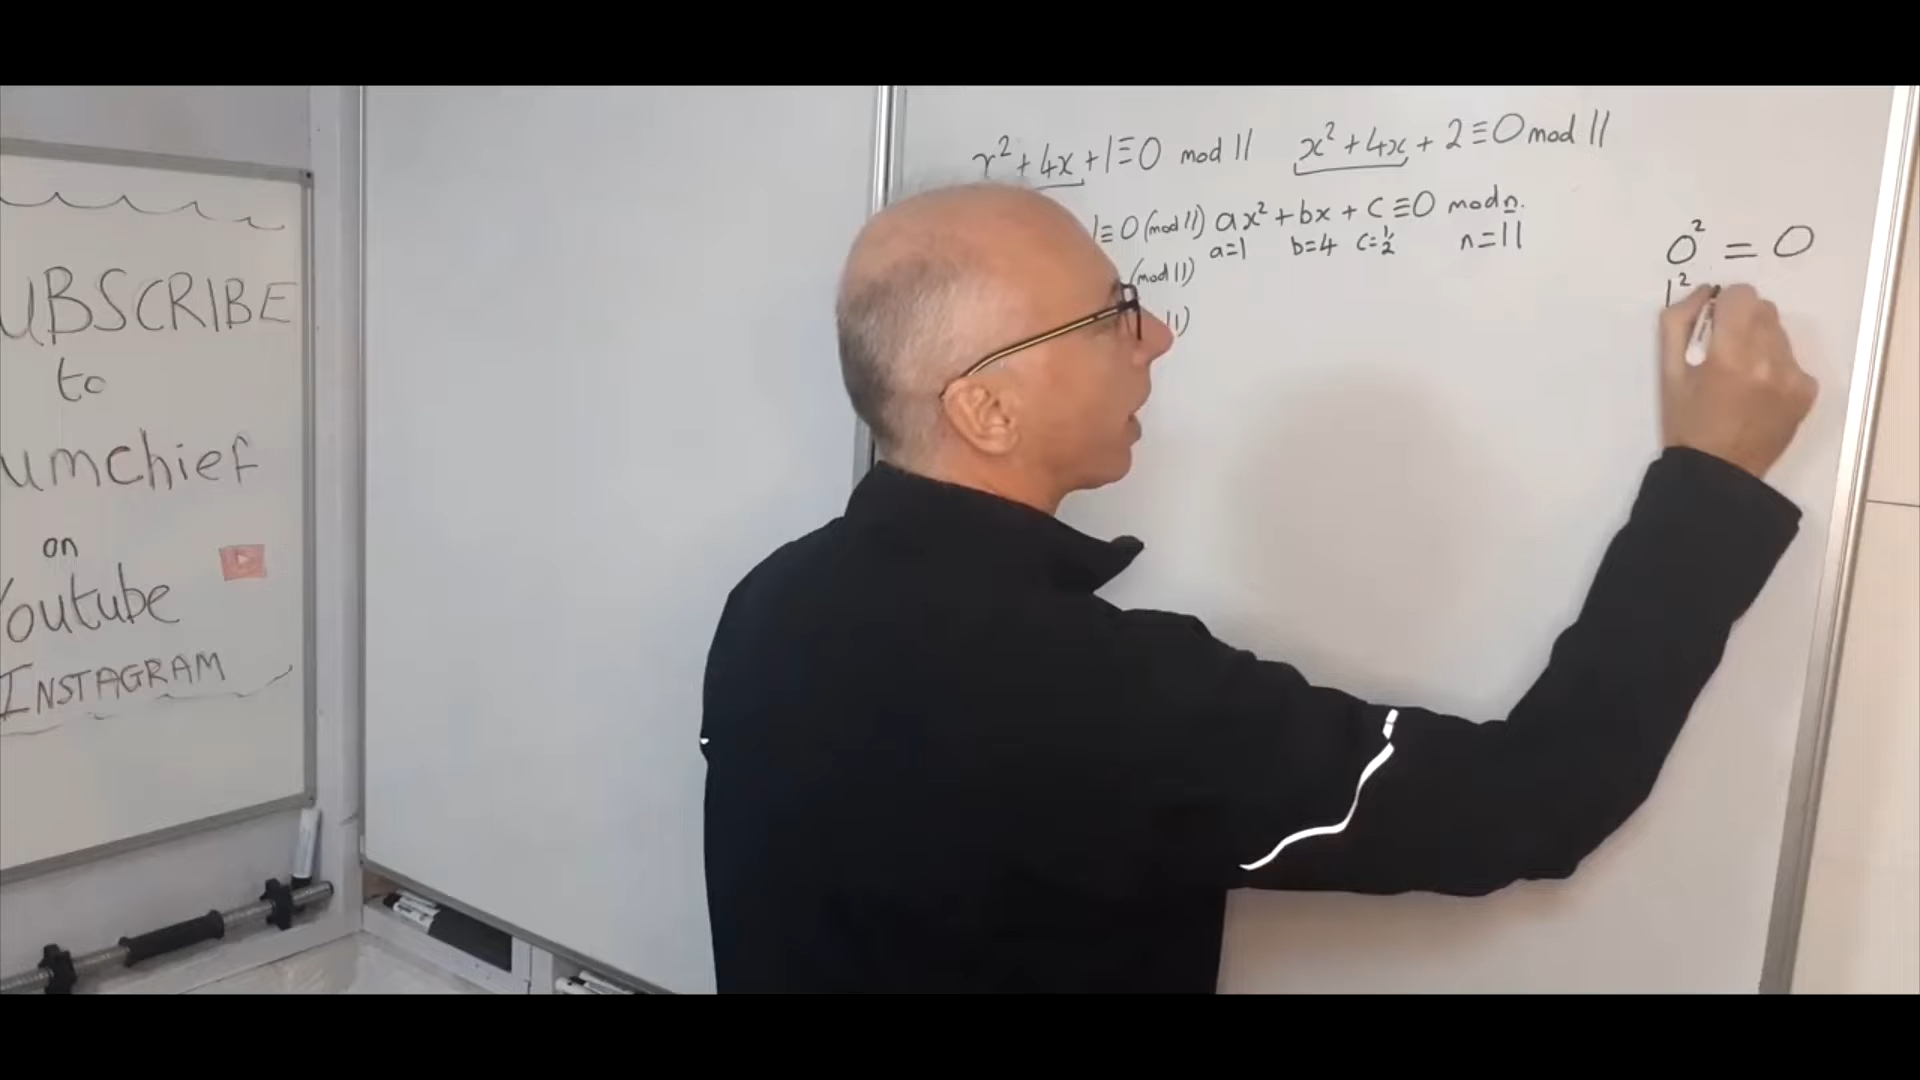 UBSCRIBE
to
umchief
on
Youtube
INSTAGRAM
x² + 4x + 1 ≡ 0 mod 11
1 ≡ 0 (mod 11)
(mod 11)
11)
x² + 4x + 2 ≡ 0 mod 11
ax² + bx + c ≡ 0 mod n.
a=1 b=4 c=½ n=11
0² = 0
1²